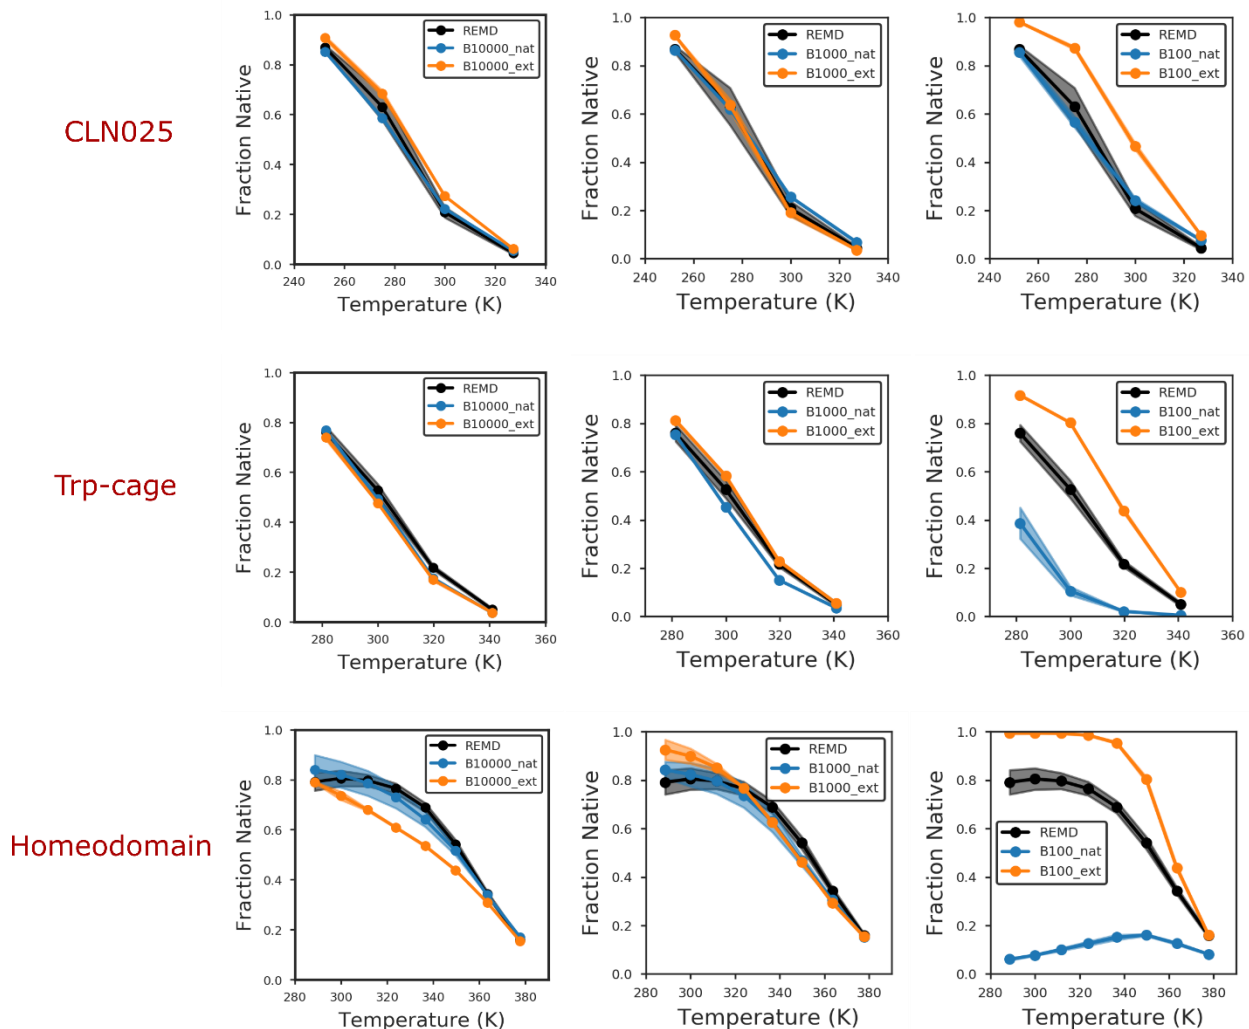 CLN025
Fraction Native
1.0
0.8
0.6
0.4
0.2
0.0
REMD
B10000_nat
B10000_ext
240 260 280 300 320 340
Temperature (K)
Fraction Native
1.0
0.8
0.6
0.4
0.2
0.0
REMD
B1000_nat
B1000_ext
240 260 280 300 320 340
Temperature (K)
Fraction Native
1.0
0.8
0.6
0.4
0.2
0.0
REMD
B100_nat
B100_ext
240 260 280 300 320 340
Temperature (K)
Trp-cage
Fraction Native
1.0
0.8
0.6
0.4
0.2
0.0
REMD
B10000_nat
B10000_ext
280 300 320 340 360
Temperature (K)
Fraction Native
1.0
0.8
0.6
0.4
0.2
0.0
REMD
B1000_nat
B1000_ext
280 300 320 340 360
Temperature (K)
Fraction Native
1.0
0.8
0.6
0.4
0.2
0.0
REMD
B100_nat
B100_ext
280 300 320 340 360
Temperature (K)
Homeodomain
Fraction Native
1.0
0.8
0.6
0.4
0.2
0.0
REMD
B10000_nat
B10000_ext
280 300 320 340 360 380
Temperature (K)
Fraction Native
1.0
0.8
0.6
0.4
0.2
0.0
REMD
B1000_nat
B1000_ext
280 300 320 340 360 380
Temperature (K)
Fraction Native
1.0
0.8
0.6
0.4
0.2
0.0
REMD
B100_nat
B100_ext
280 300 320 340 360 380
Temperature (K)